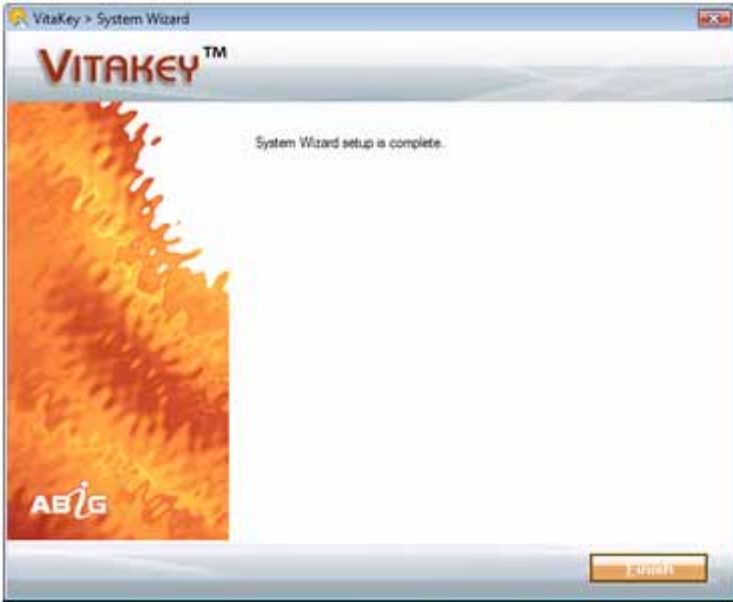 VitaKey > System Wizard
VITAKEY™
System Wizard setup is complete.
ABiG
Finish